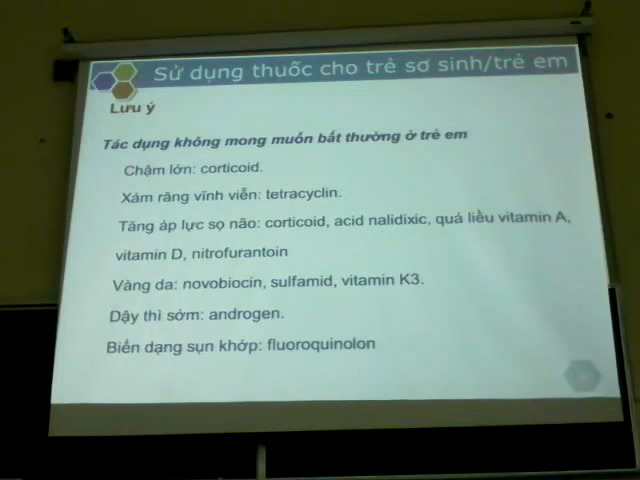 Sử dụng thuốc cho trẻ sơ sinh/trẻ em
Lưu ý
Tác dụng không mong muốn bất thường ở trẻ em
Chậm lớn: corticoid.
Xám răng vĩnh viễn: tetracyclin.
Tăng áp lực sọ não: corticoid, acid nalidixic, quá liều vitamin A,
vitamin D, nitrofurantoin
Vàng da: novobiocin, sulfamid, vitamin K3.
Dậy thì sớm: androgen.
Biến dạng sụn khớp: fluoroquinolon